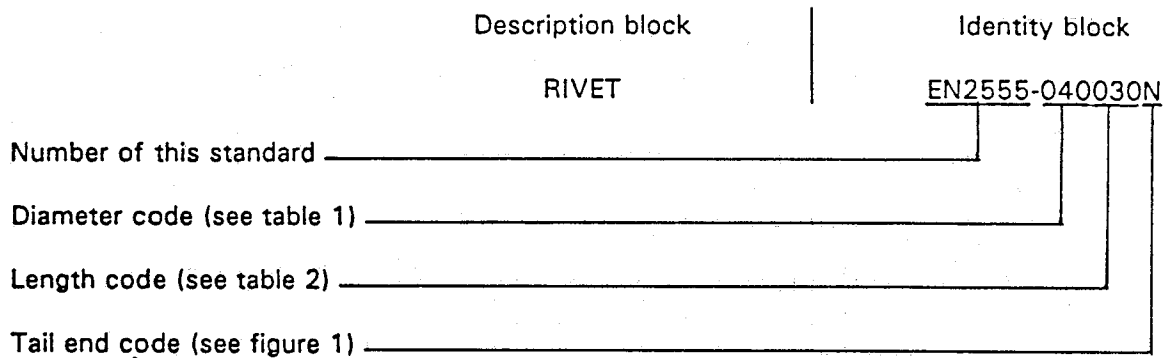 Description block Identity block
RIVET EN2555-040030N
Number of this standard
Diameter code (see table 1)
Length code (see table 2)
Tail end code (see figure 1)